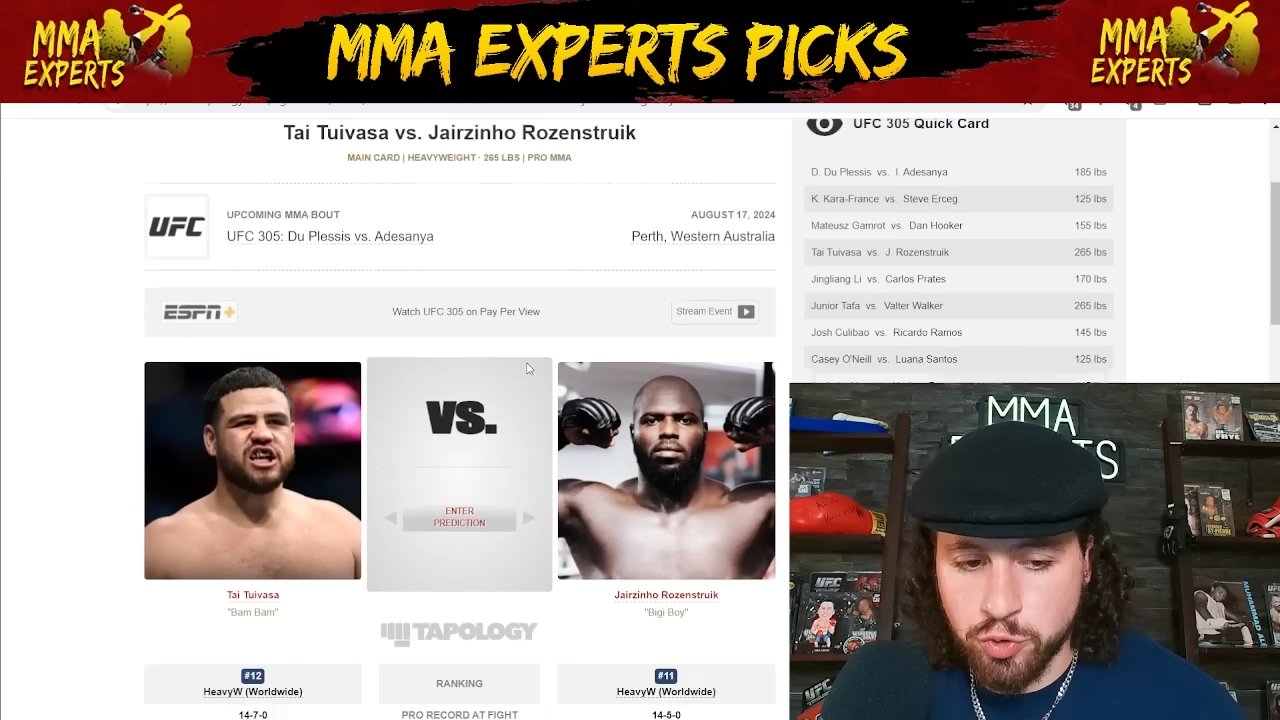 MMA
EXPERTS
MMA EXPERTS PICKS
MMA
EXPERTS
34
4
Tai Tuivasa vs. Jairzinho Rozenstruik
MAIN CARD | HEAVYWEIGHT · 265 LBS | PRO MMA
UFC
UPCOMING MMA BOUT
AUGUST 17, 2024
UFC 305: Du Plessis vs. Adesanya
Perth, Western Australia
ESPN+
Watch UFC 305 on Pay Per View
Stream Event
VS.
ENTER
PREDICTION
Tai Tuivasa
"Bam Bam"
Jairzinho Rozenstruik
"Bigi Boy"
TAPOLOGY
#12
HeavyW (Worldwide)
RANKING
#11
HeavyW (Worldwide)
14-7-0
PRO RECORD AT FIGHT
14-5-0
UFC 305 Quick Card
D. Du Plessis vs. I. Adesanya 185 lbs
K. Kara-France vs. Steve Erceg 125 lbs
Mateusz Gamrot vs. Dan Hooker 155 lbs
Tai Tuivasa vs. J. Rozenstruik 265 lbs
Jingliang Li vs. Carlos Prates 170 lbs
Junior Tafa vs. Valter Walker 265 lbs
Josh Culibao vs. Ricardo Ramos 145 lbs
Casey O'Neill vs. Luana Santos 125 lbs
MMA
UFC
UFC
MUHAMMAD ALI